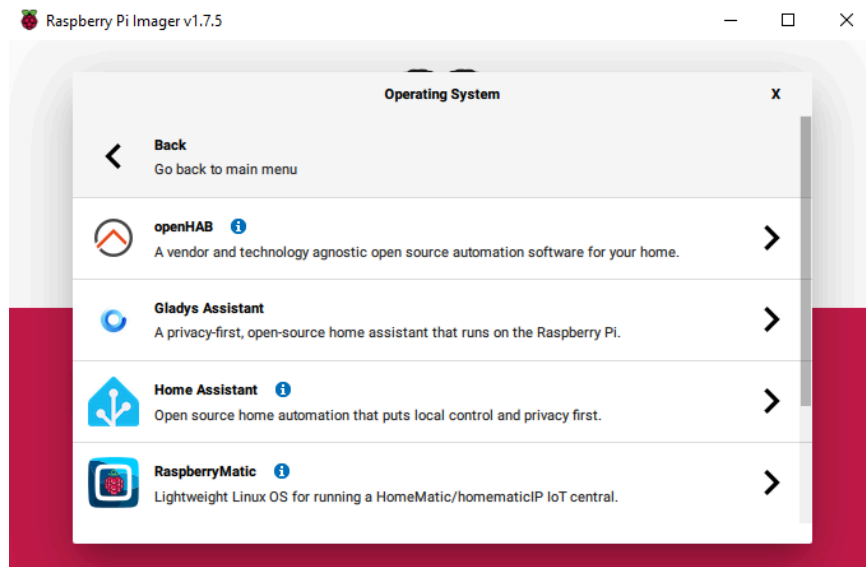 Raspberry Pi Imager v1.7.5
Operating System
X
Back
Go back to main menu
openHAB
A vendor and technology agnostic open source automation software for your home.
Gladys Assistant
A privacy-first, open-source home assistant that runs on the Raspberry Pi.
Home Assistant
Open source home automation that puts local control and privacy first.
RaspberryMatic
Lightweight Linux OS for running a HomeMatic/homematicIP IoT central.